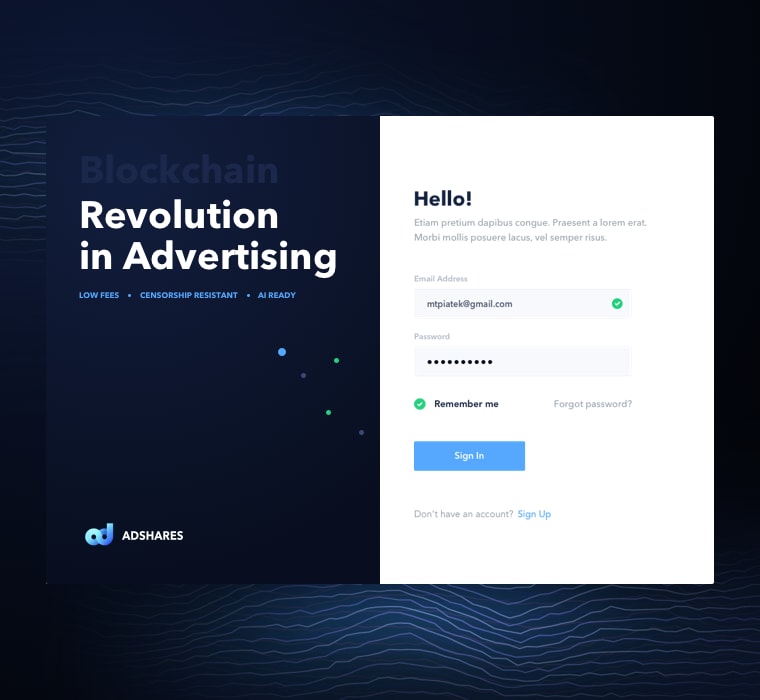 Blockchain
Revolution
in Advertising
LOW FEES • CENSORSHIP RESISTANT • AI READY
ADSHARES
Hello!
Etiam pretium dapibus congue. Praesent a lorem erat.
Morbi mollis posuere lacus, vel semper risus.
Email Address
mtpiatek@gmail.com
Password
••••••••••
Remember me
Forgot password?
Sign In
Don't have an account? Sign Up